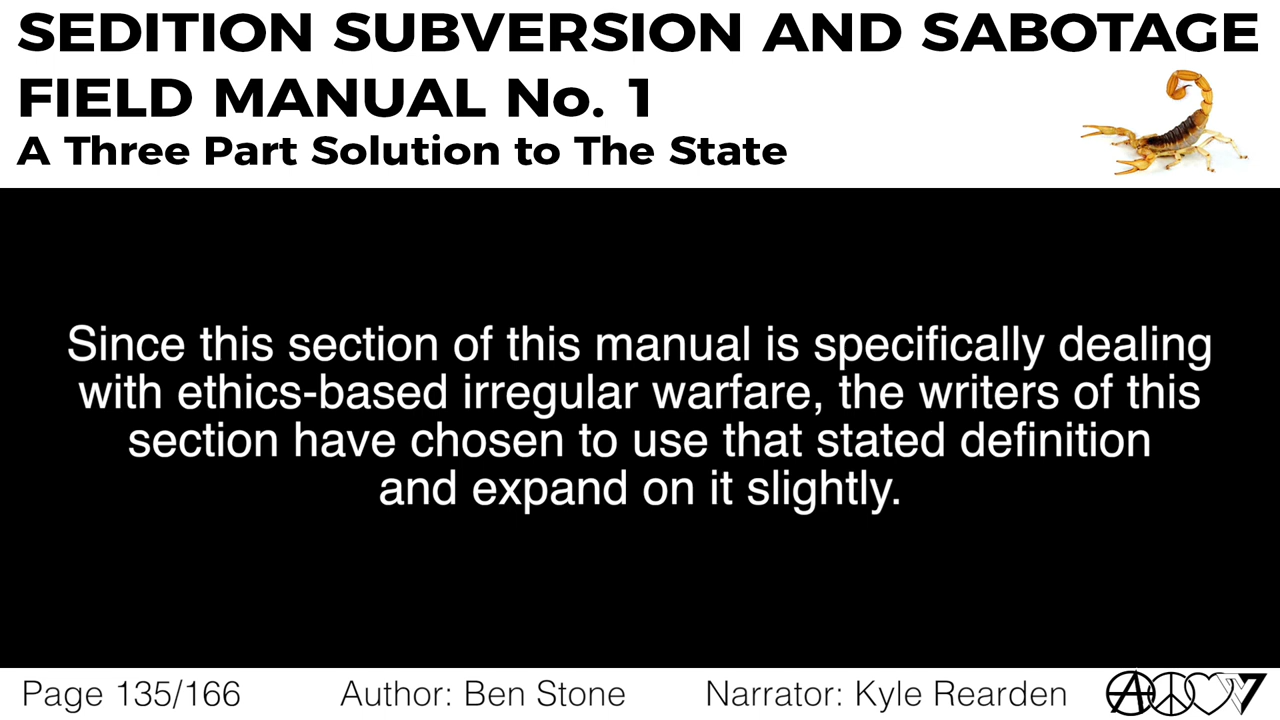 SEDITION SUBVERSION AND SABOTAGE
FIELD MANUAL No. 1
A Three Part Solution to The State
Since this section of this manual is specifically dealing
with ethics-based irregular warfare, the writers of this
section have chosen to use that stated definition
and expand on it slightly.
Page 135/166
Author: Ben Stone
Narrator: Kyle Rearden